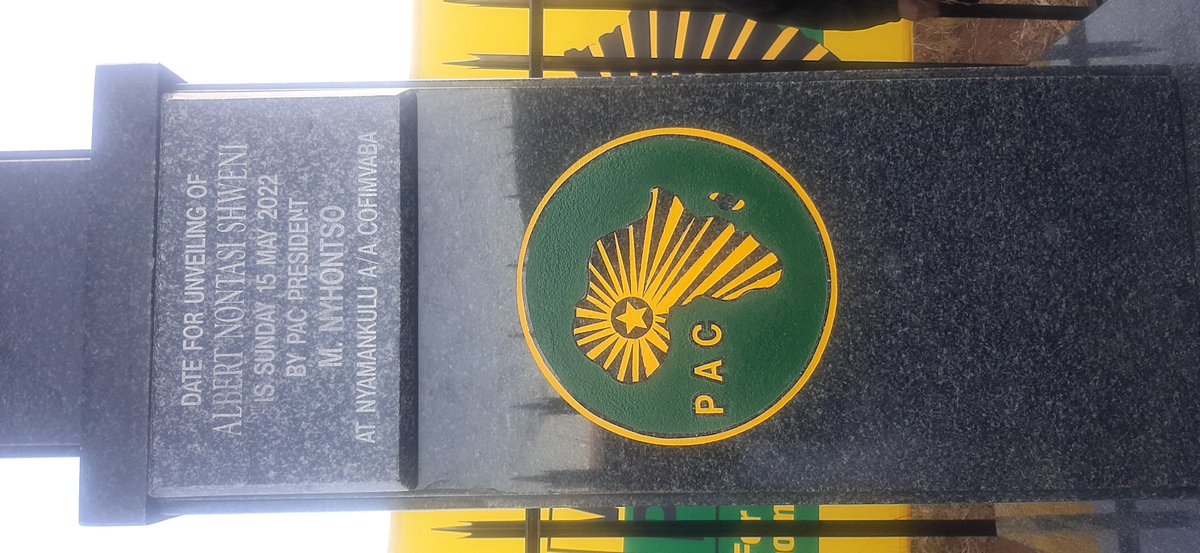 DATE FOR UNVEILING OF
ALBERT NONTASI SHWENI
IS SUNDAY 15 MAY 2022
BY PAC PRESIDENT
M. NYHONTSO
AT NYAMANKULU A/A COFIMVABA
PAC
For